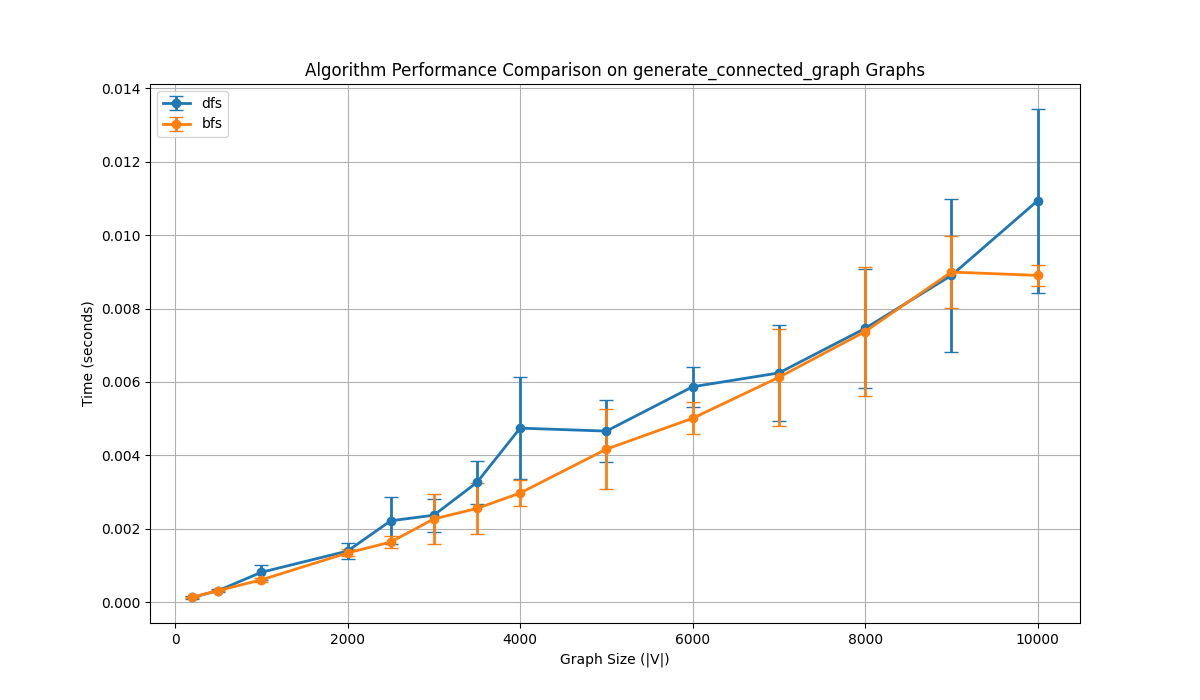 Algorithm Performance Comparison on generate_connected_graph Graphs
dfs
bfs
0.014
0.012
0.010
0.008
0.006
0.004
0.002
0.000
Time (seconds)
0
2000
4000
6000
8000
10000
Graph Size (|V|)